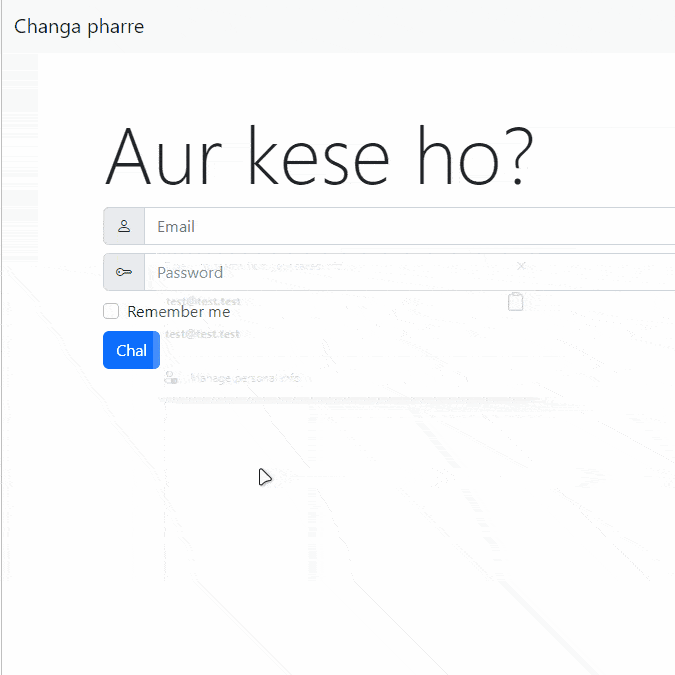 Changa pharre
Aur kese ho?
Email
Password
test@test.test
Remember me
test@test.test
Chal
Manage personal info